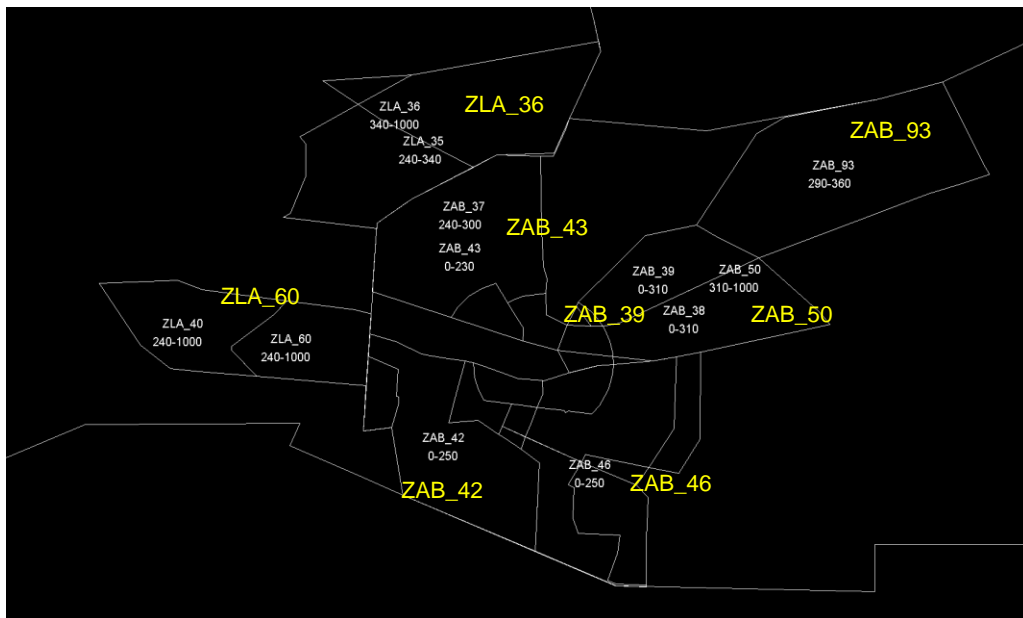 ZLA_36
ZLA_36
340-1000
ZLA_35
240-340
ZAB_93
ZAB_93
290-360
ZAB_37
240-300
ZAB_43
ZAB_43
0-230
ZAB_39
0-310
ZAB_50
310-1000
ZLA_60
ZAB_39
ZAB_38
0-310
ZAB_50
ZLA_40
240-1000
ZLA_60
240-1000
ZAB_42
0-250
ZAB_42
ZAB_46
0-250
ZAB_46